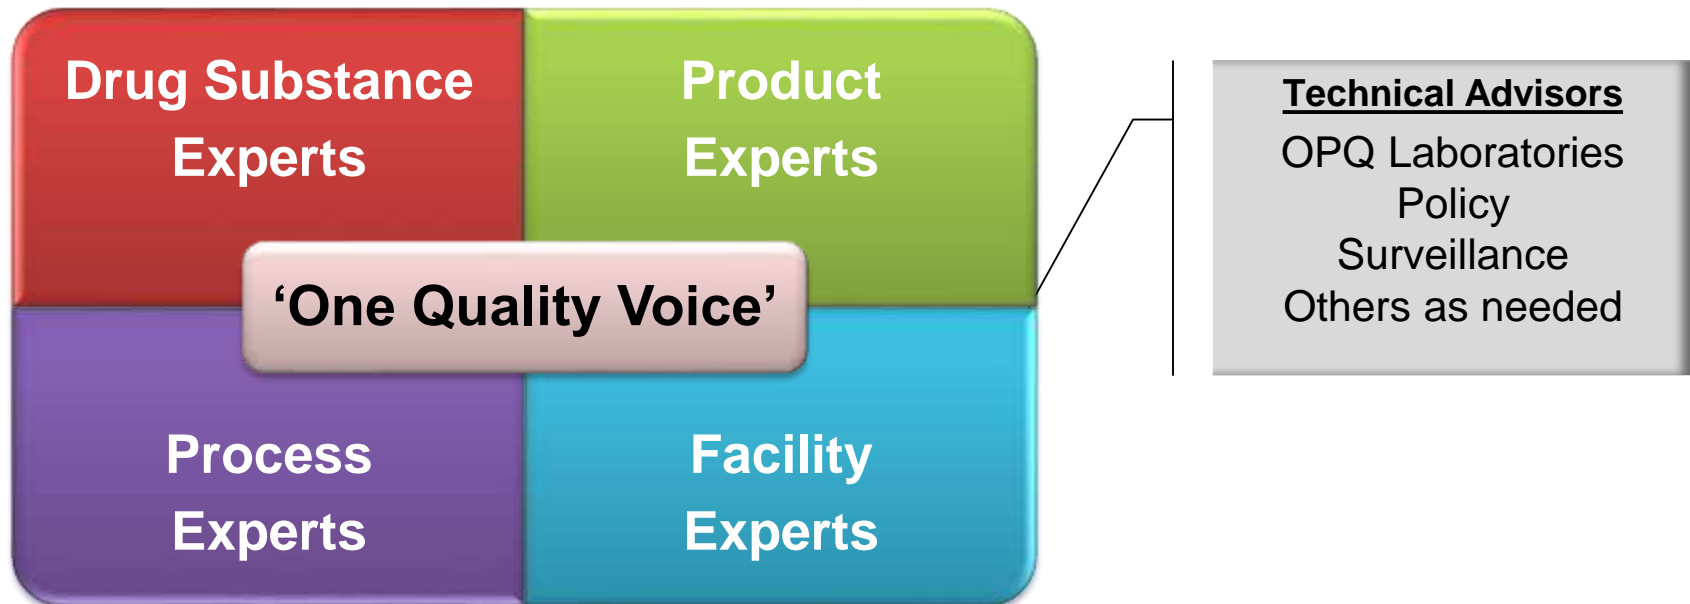 Drug Substance
Experts
Product
Experts
‘One Quality Voice’
Process
Experts
Facility
Experts
Technical Advisors
OPQ Laboratories
Policy
Surveillance
Others as needed